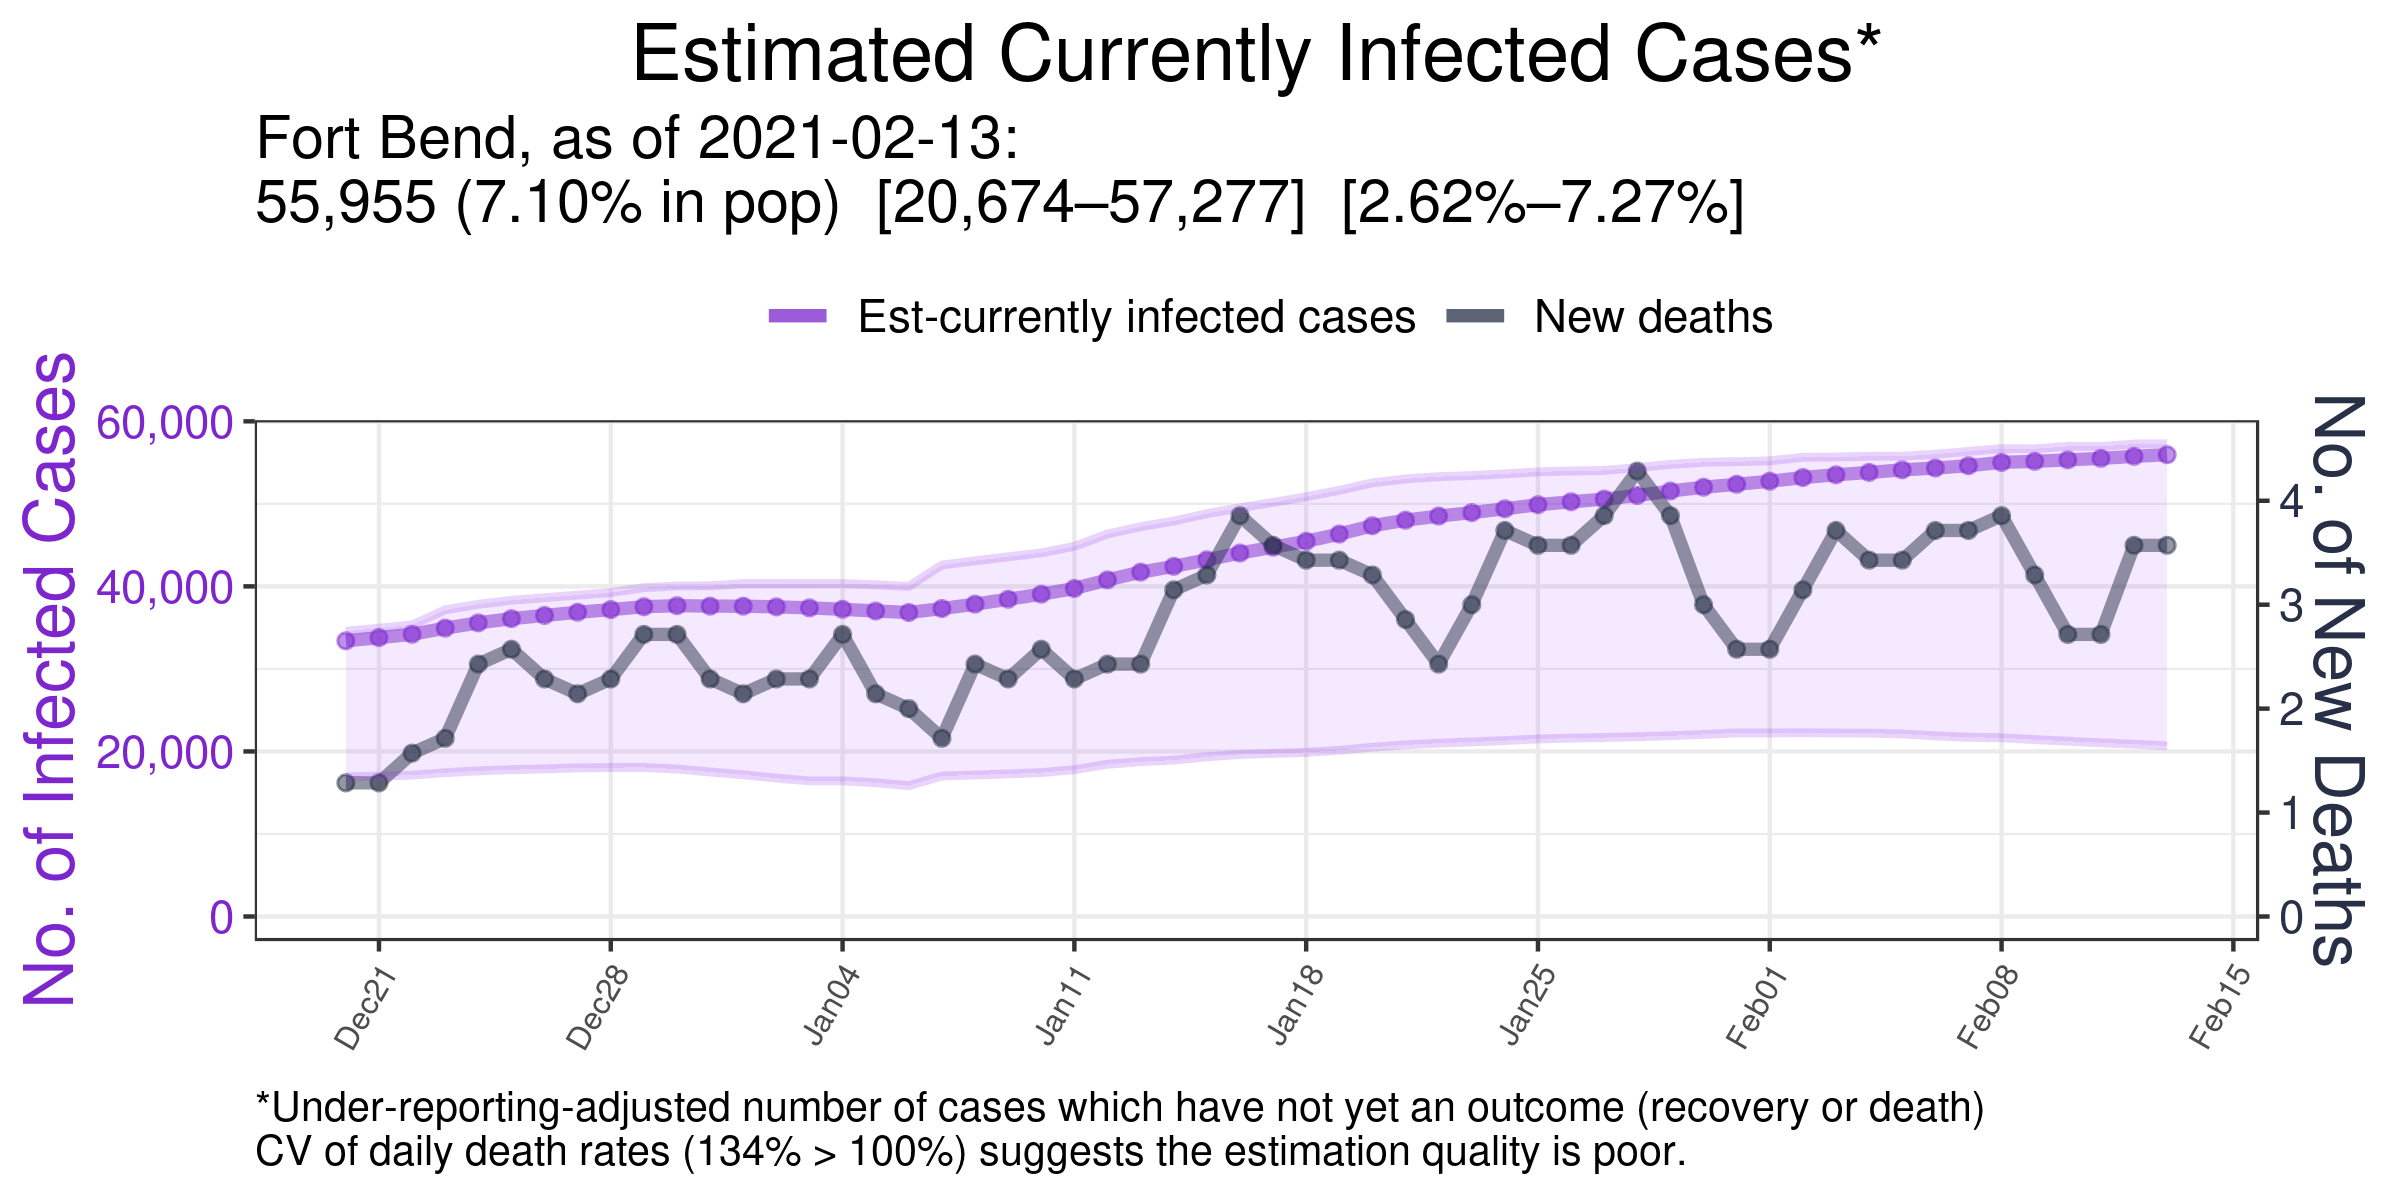 Estimated Currently Infected Cases*
Fort Bend, as of 2021-02-13:
55,955 (7.10% in pop)  [20,674–57,277]  [2.62%–7.27%]
Est-currently infected cases
New deaths
No. of Infected Cases
60,000
40,000
20,000
0
No. of New Deaths
4
3
2
1
0
Dec21
Dec28
Jan04
Jan11
Jan18
Jan25
Feb01
Feb08
Feb15
*Under-reporting-adjusted number of cases which have not yet an outcome (recovery or death)
CV of daily death rates (134% > 100%) suggests the estimation quality is poor.